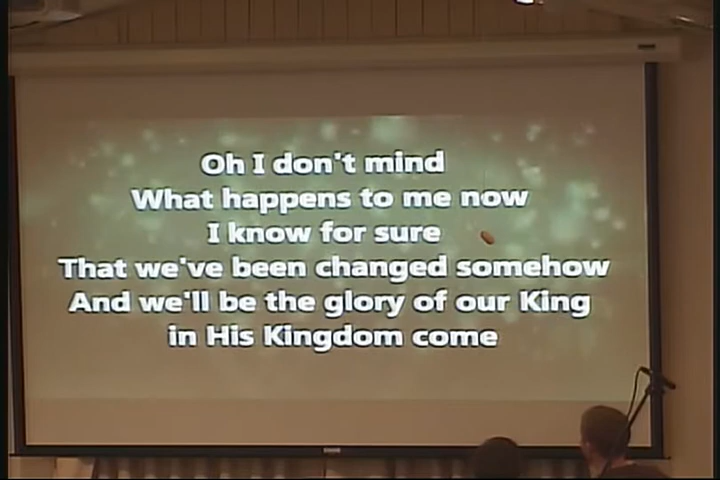 Oh I don't mind
What happens to me now
I know for sure
That we've been changed somehow
And we'll be the glory of our King
in His Kingdom come